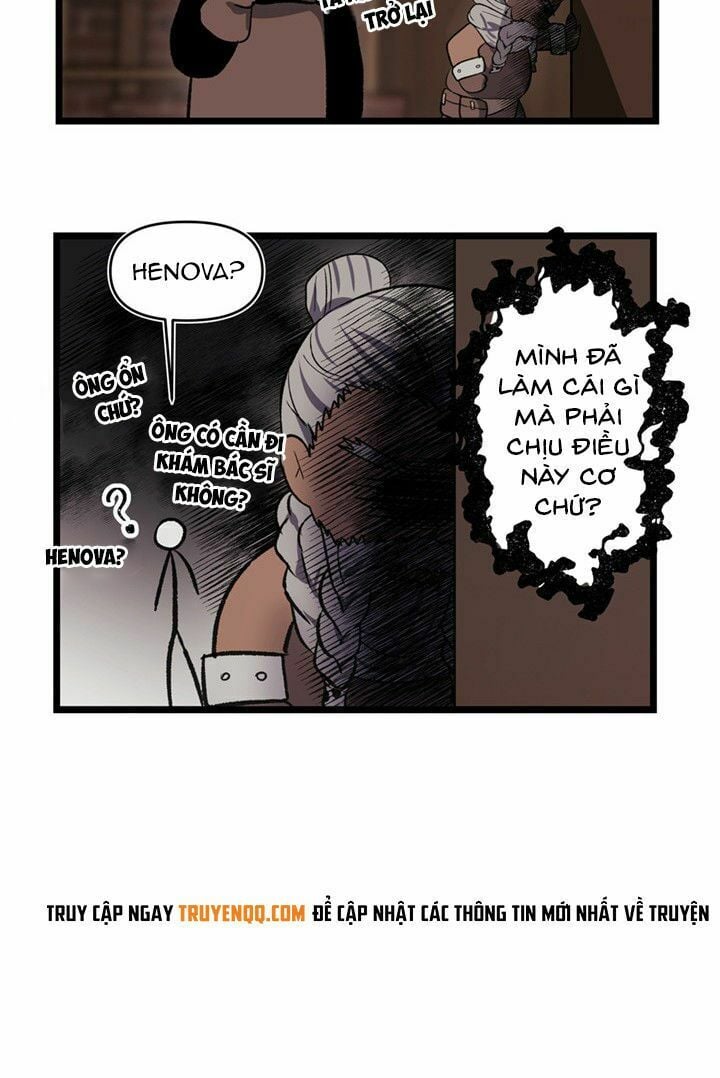 TRỞ LẠI
HENOVA?
ÔNG ỔN
CHỨ?
ÔNG CÓ CẦN ĐI
KHÁM BÁC SĨ
KHÔNG?
?
HENOVA?
MÌNH ĐÃ
LÀM CÁI GÌ
MÀ PHẢI
CHỊU ĐIỀU
NÀY CƠ
CHỨ?
TRUY CẬP NGAY TRUYENQQ.COM ĐỂ CẬP NHẬT CÁC THÔNG TIN MỚI NHẤT VỀ TRUYỆN